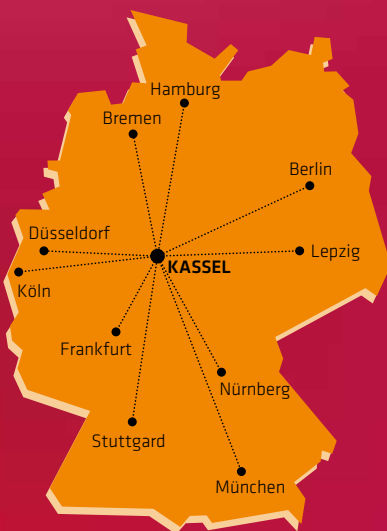 Hamburg
Bremen
Berlin
Düsseldorf
Lepzig
KASSEL
Köln
Frankfurt
Nürnberg
Stuttgard
München